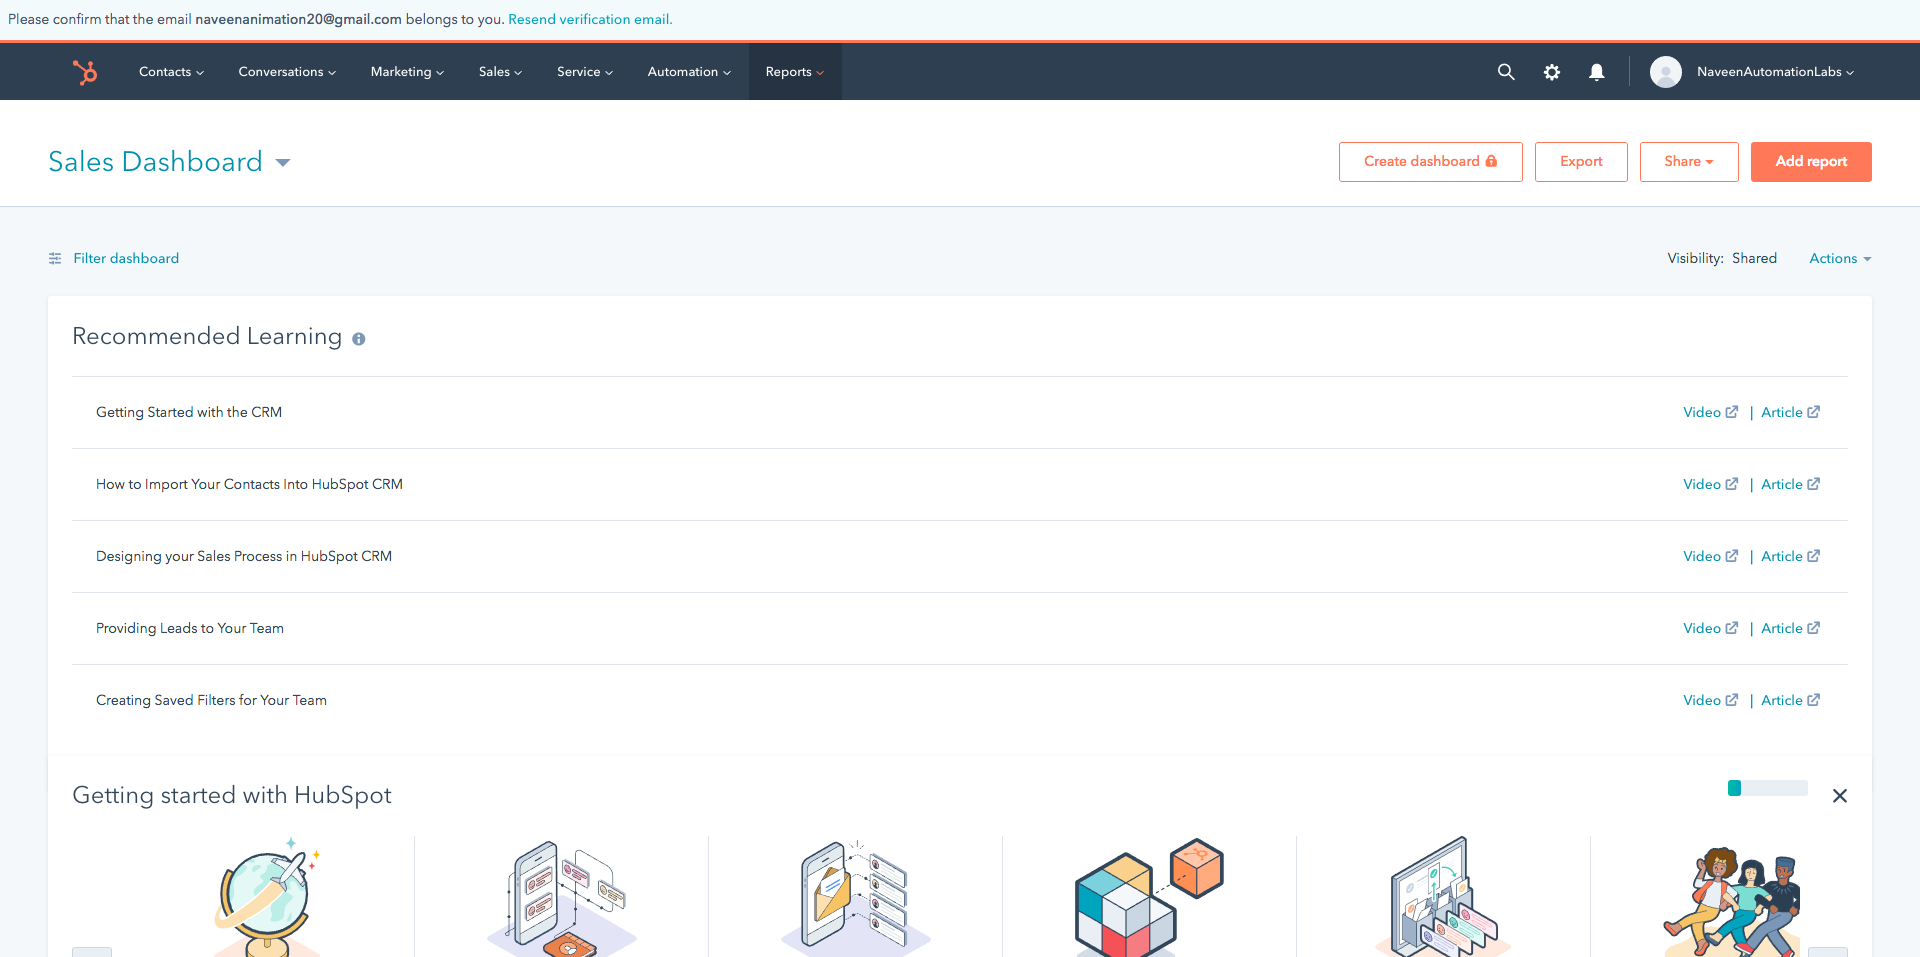 Please confirm that the email naveenanimation20@gmail.com belongs to you. Resend verification email.
Contacts Conversations Marketing Sales Service Automation Reports NaveenAutomationLabs
Sales Dashboard Create dashboard Export Share Add report
Filter dashboard Visibility: Shared Actions
Recommended Learning
Getting Started with the CRM Video | Article
How to Import Your Contacts Into HubSpot CRM Video | Article
Designing your Sales Process in HubSpot CRM Video | Article
Providing Leads to Your Team Video | Article
Creating Saved Filters for Your Team Video | Article
Getting started with HubSpot